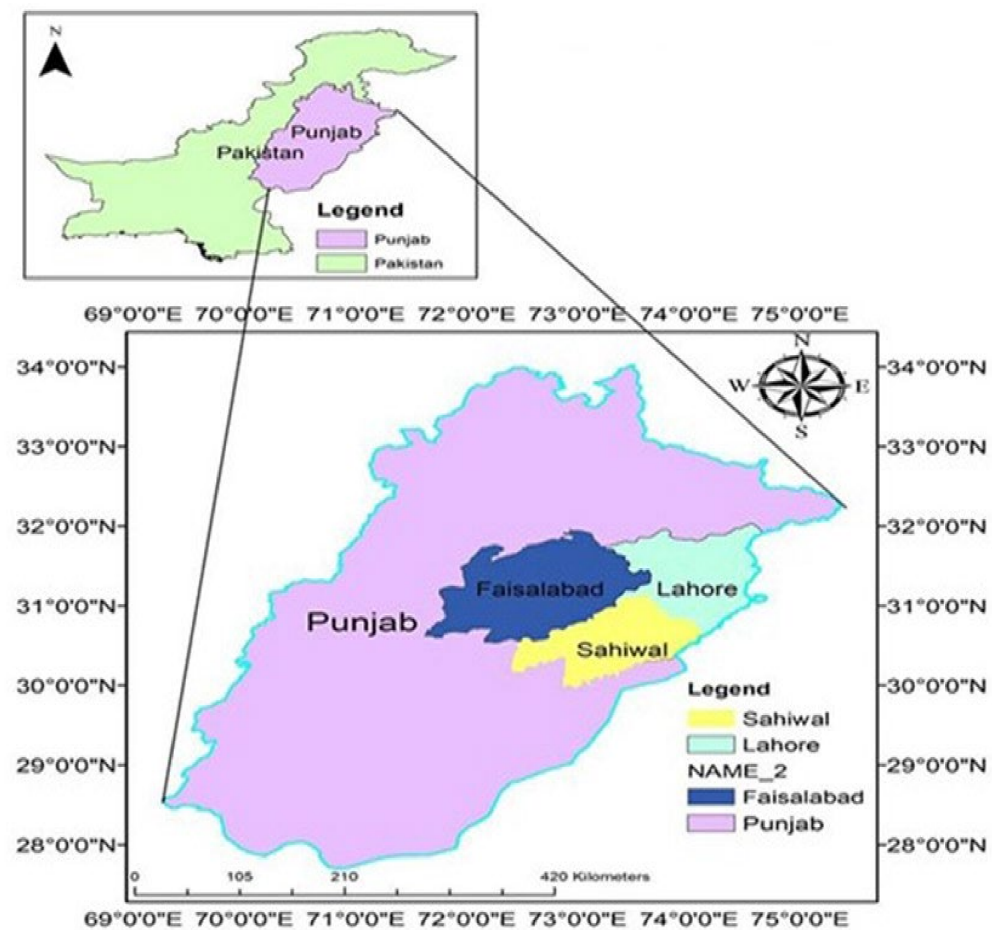 N
Punjab
Pakistan
Legend
Punjab
Pakistan
69°0'0"E 70°0'0"E 71°0'0"E 72°0'0"E 73°0'0"E 74°0'0"E 75°0'0"E
N
W E
S
34°0'0"N 34°0'0"N
33°0'0"N 33°0'0"N
32°0'0"N 32°0'0"N
Faisalabad Lahore
31°0'0"N 31°0'0"N
Punjab
Sahiwal
30°0'0"N 30°0'0"N
Legend
Sahiwal
Lahore
29°0'0"N 29°0'0"N
NAME_2
Faisalabad
Punjab
28°0'0"N 28°0'0"N
0 105 210 420 Kilometers
69°0'0"E 70°0'0"E 71°0'0"E 72°0'0"E 73°0'0"E 74°0'0"E 75°0'0"E